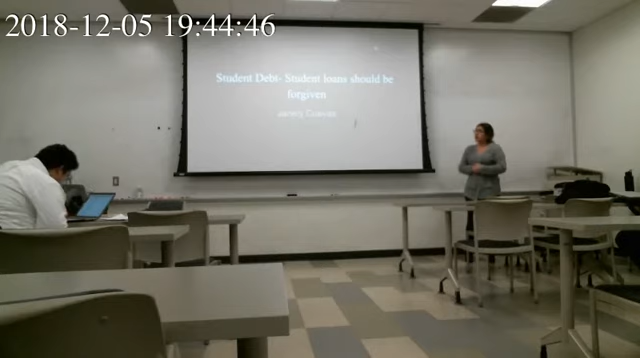 2018-12-05 19:44:46
Student Debt- Student loans should be
forgiven